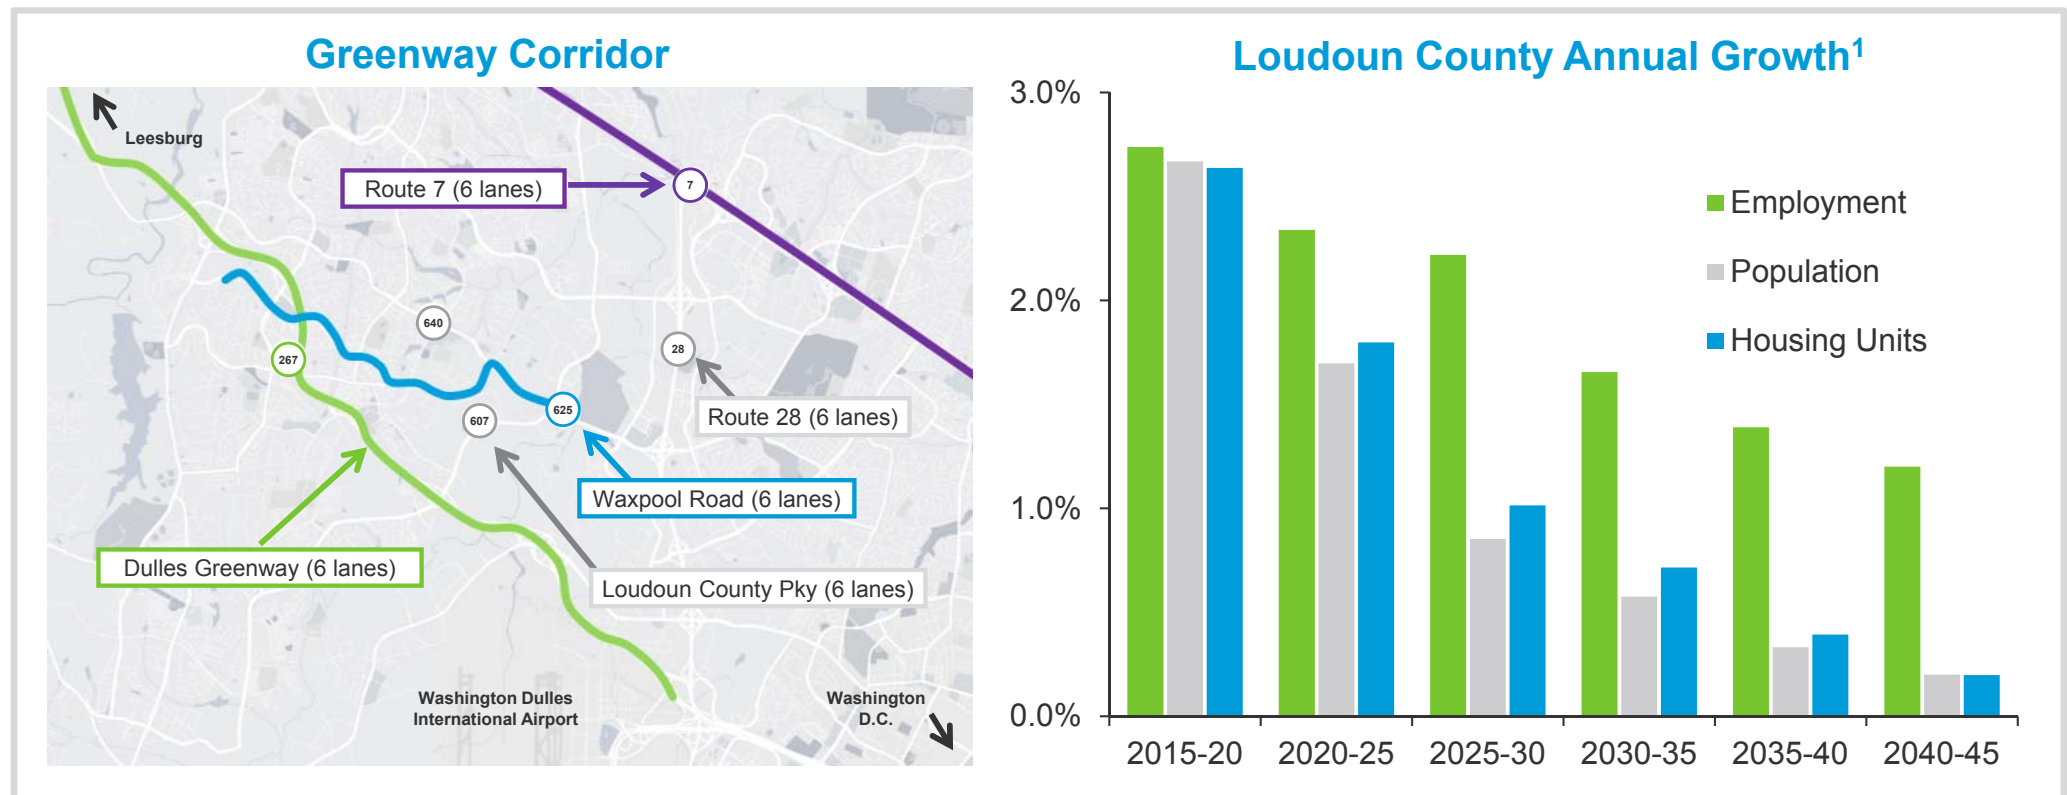 Greenway Corridor
Leesburg
Route 7 (6 lanes)
7
640
267
28
Route 28 (6 lanes)
625
607
Waxpool Road (6 lanes)
Dulles Greenway (6 lanes)
Loudoun County Pky (6 lanes)
Washington Dulles
International Airport
Washington
D.C.
Loudoun County Annual Growth¹
3.0%
2.0%
1.0%
0.0%
Employment
Population
Housing Units
2015-20
2020-25
2025-30
2030-35
2035-40
2040-45